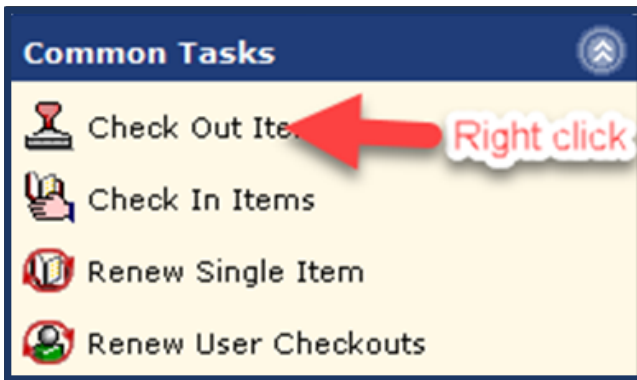 Common Tasks
Check Out Ite
Right click
Check In Items
Renew Single Item
Renew User Checkouts